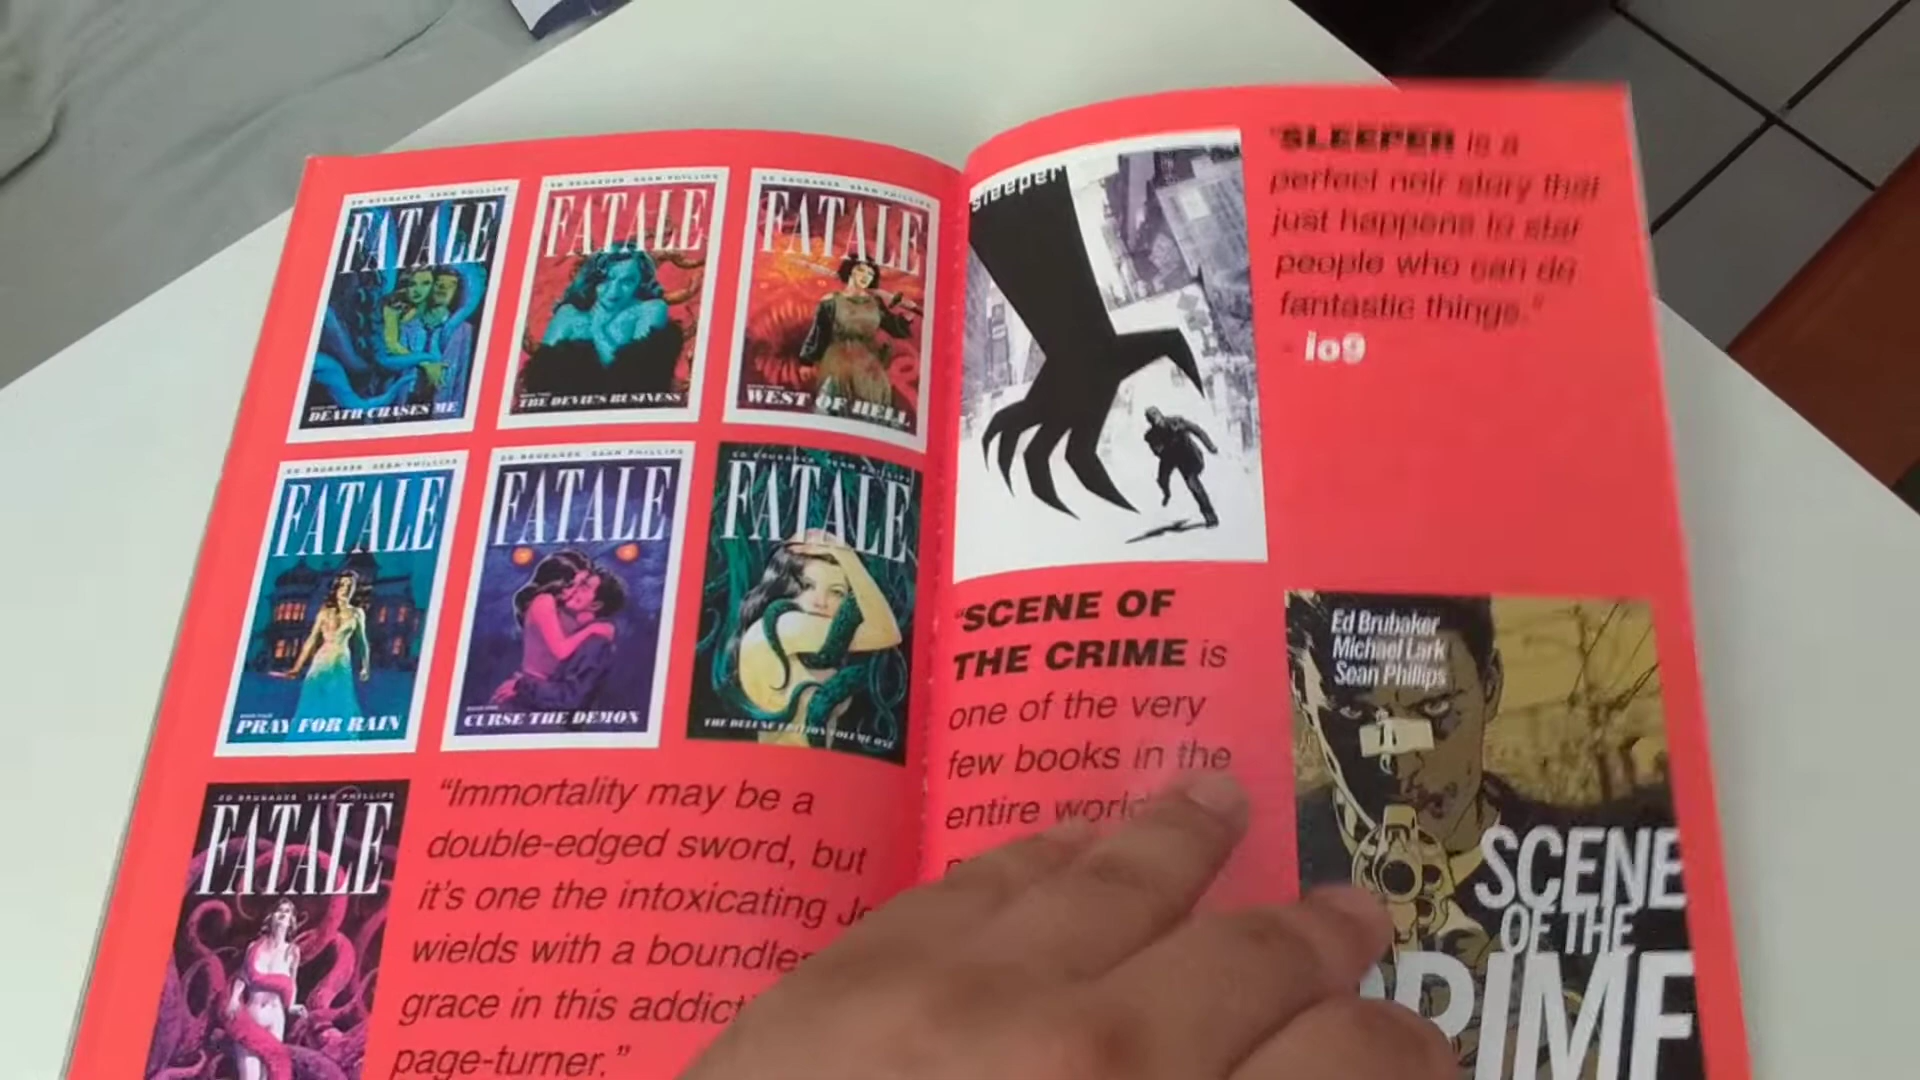 ED BRUBAKER SEAN PHILLIPS
FATALE
DEATH CHASES ME
ED BRUBAKER SEAN PHILLIPS
FATALE
THE DEVIL'S BUSINESS
ED BRUBAKER SEAN PHILLIPS
FATALE
WEST OF HELL
ED BRUBAKER SEAN PHILLIPS
FATALE
PRAY FOR RAIN
ED BRUBAKER SEAN PHILLIPS
FATALE
CURSE THE DEMON
ED BRUBAKER SEAN PHILLIPS
FATALE
THE DELUXE EDITION VOLUME ONE
ED BRUBAKER SEAN PHILLIPS
FATALE
"Immortality may be a
double-edged sword, but
it's one the intoxicating
wields with a
grace in this
page-turner."
sleeper
"SLEEPER is a
perfect noir story that
just happens to star
people who can do
fantastic things."
- io9
"SCENE OF
THE CRIME is
one of the very
few books in the
entire
Ed Brubaker
Michael Lark
Sean Phillips
SCENE
OF THE